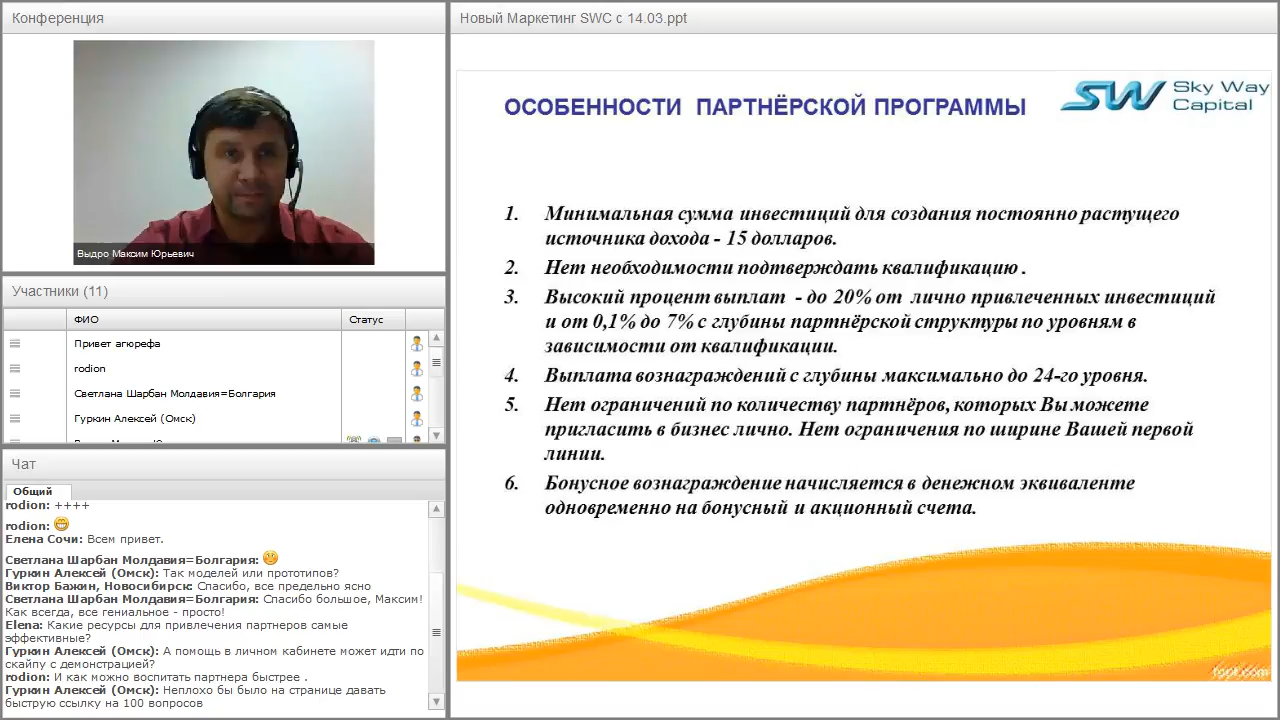 Конференция
Выдро Максим Юрьевич
Участники (11)
ФИО
Статус
Привет агюрефа
rodion
Светлана Шарбан Молдавия=Болгария
Гуркин Алексей (Омск)
Чат
Общий
rodion: ++++
rodion:
Елена Сочи: Всем привет.
Светлана Шарбан Молдавия=Болгария:
Гуркин Алексей (Омск): Так моделей или прототипов?
Виктор Бажин, Новосибирск: Спасибо, все предельно ясно
Светлана Шарбан Молдавия=Болгария: Спасибо большое, Максим!
Как всегда, все гениальное - просто!
Elena: Какие ресурсы для привлечения партнеров самые
эффективные?
Гуркин Алексей (Омск): А помощь в личном кабинете может идти по
скайпу с демонстрацией?
rodion: И как можно воспитать партнера быстрее .
Гуркин Алексей (Омск): Неплохо бы было на странице давать
быструю ссылку на 100 вопросов
Новый Маркетинг SWC с 14.03.ppt
ОСОБЕННОСТИ ПАРТНЁРСКОЙ ПРОГРАММЫ
SW Sky Way
Capital
1. Минимальная сумма инвестиций для создания постоянно растущего
источника дохода - 15 долларов.
2. Нет необходимости подтверждать квалификацию .
3. Высокий процент выплат - до 20% от лично привлеченных инвестиций
и от 0,1% до 7% с глубины партнёрской структуры по уровням в
зависимости от квалификации.
4. Выплата вознаграждений с глубины максимально до 24-го уровня.
5. Нет ограничений по количеству партнёров, которых Вы можете
пригласить в бизнес лично. Нет ограничения по ширине Вашей первой
линии.
6. Бонусное вознаграждение начисляется в денежном эквиваленте
одновременно на бонусный и акционный счета.
fppt.com